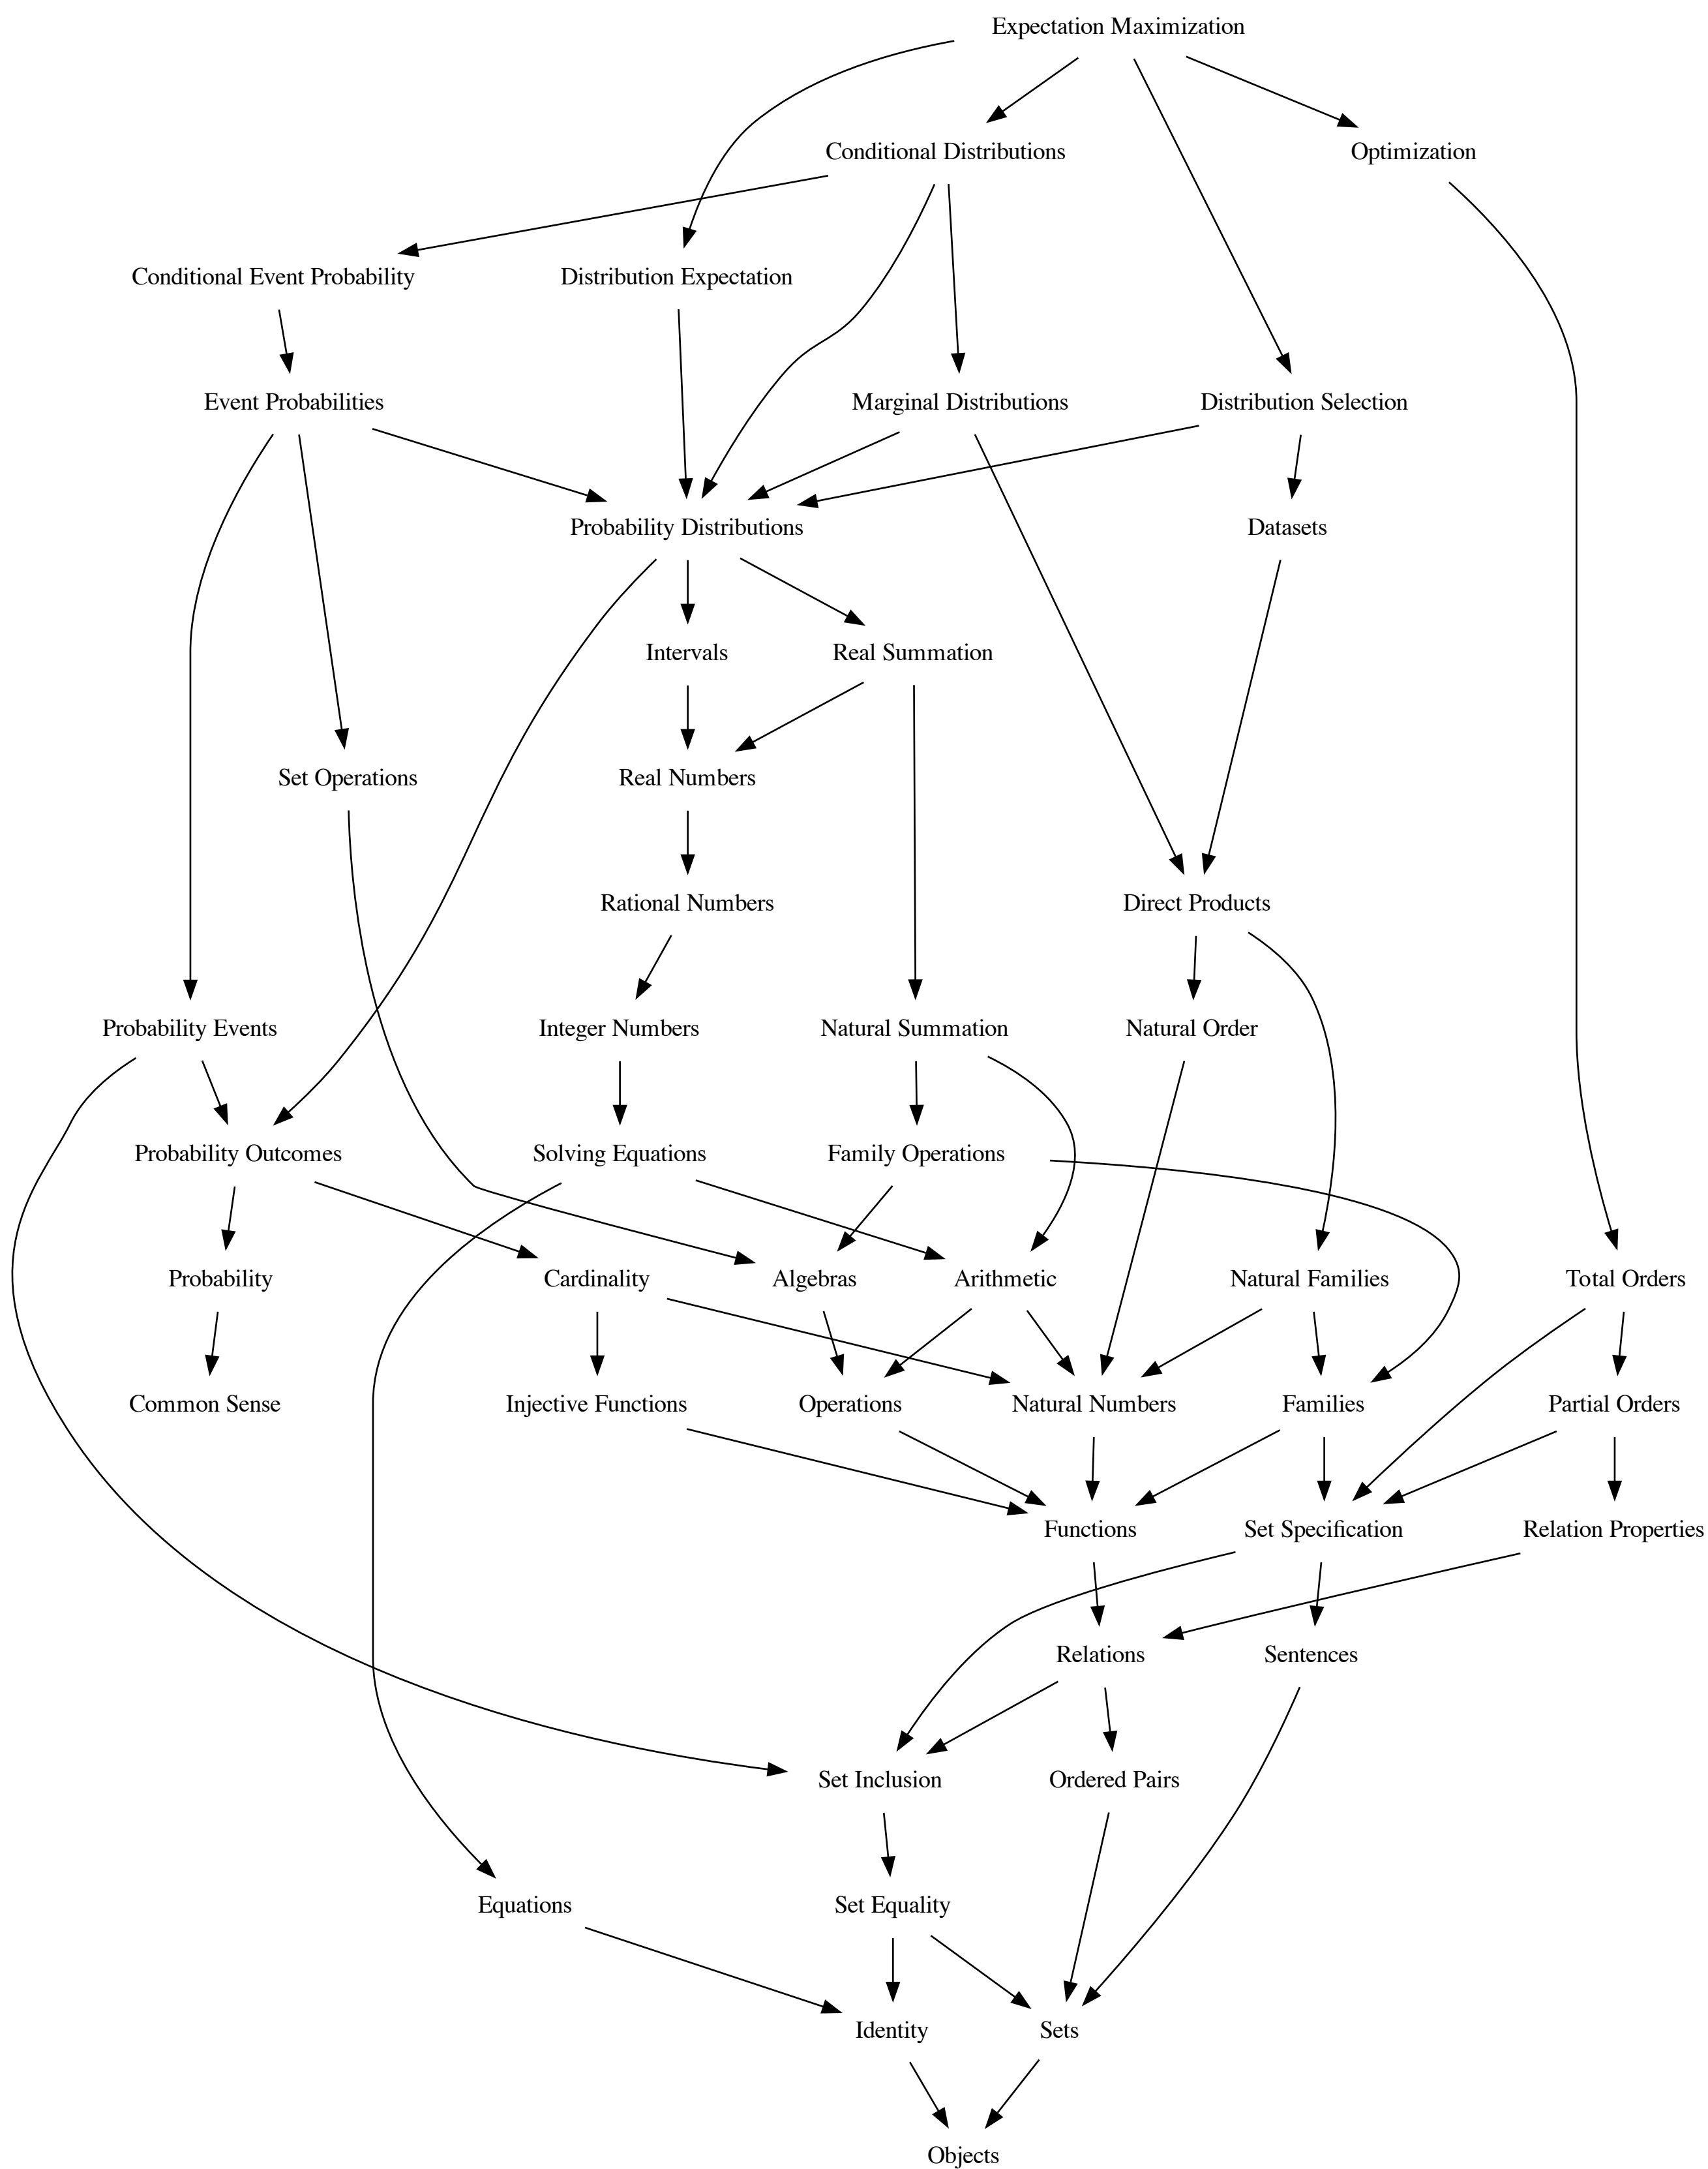 Expectation Maximization
Conditional Distributions
Optimization
Conditional Event Probability
Distribution Expectation
Event Probabilities
Marginal Distributions
Distribution Selection
Probability Distributions
Datasets
Intervals
Real Summation
Set Operations
Real Numbers
Rational Numbers
Direct Products
Probability Events
Integer Numbers
Natural Summation
Natural Order
Probability Outcomes
Solving Equations
Family Operations
Probability
Cardinality
Algebras
Arithmetic
Natural Families
Total Orders
Common Sense
Injective Functions
Operations
Natural Numbers
Families
Partial Orders
Functions
Set Specification
Relation Properties
Relations
Sentences
Set Inclusion
Ordered Pairs
Equations
Set Equality
Identity
Sets
Objects